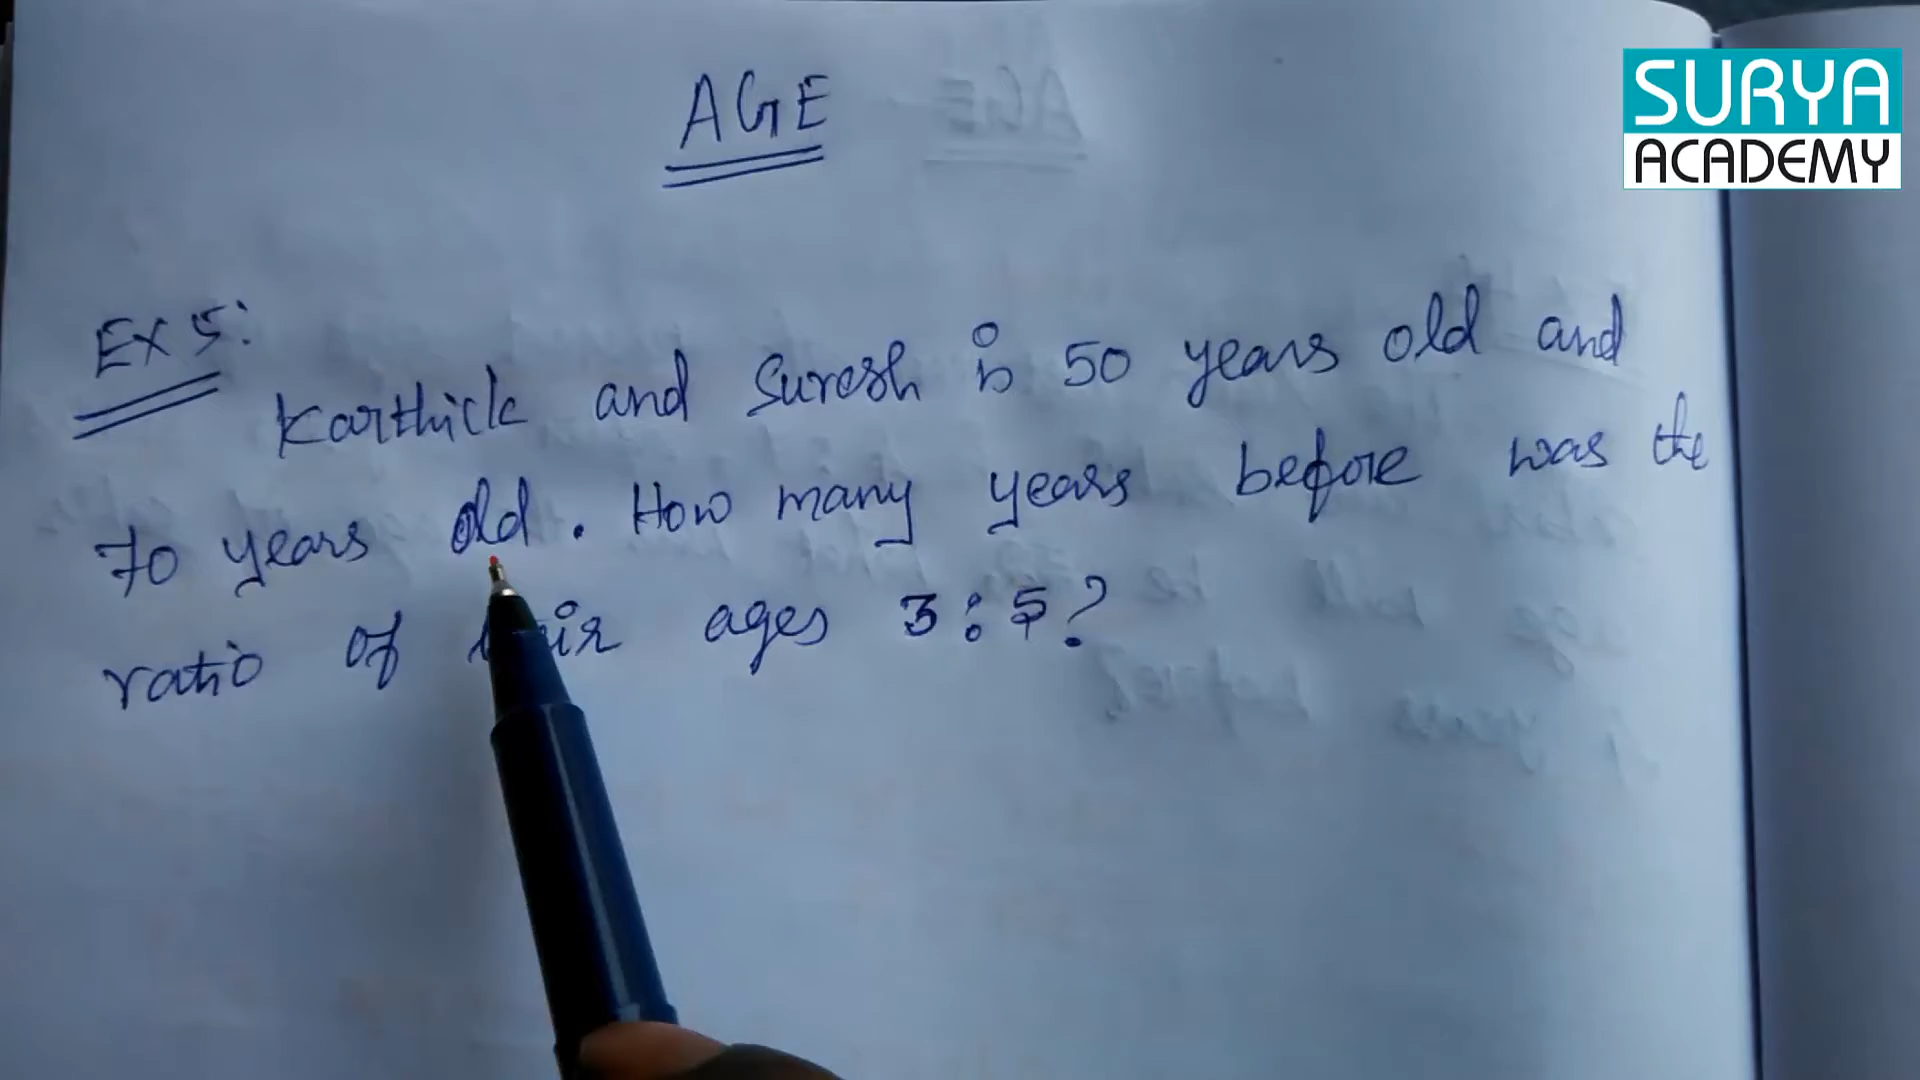 AGE
SURYA
ACADEMY
Ex 5:
Karthick and Suresh is 50 years old and
70 years old. How many years before was the
ratio of ages 3:5?